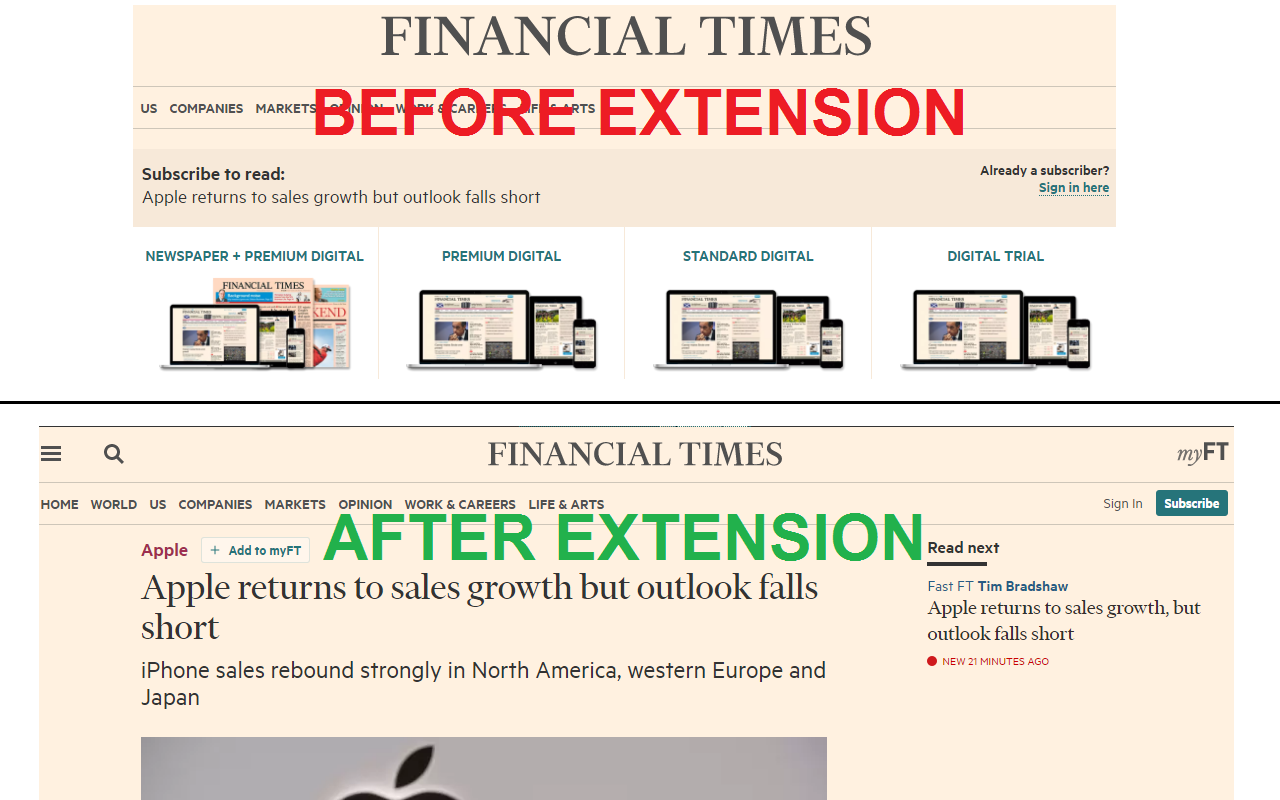 FINANCIAL TIMES
US COMPANIES MARKETS OPINION WORK & CAREERS LIFE & ARTS
BEFORE EXTENSION
Subscribe to read:
Apple returns to sales growth but outlook falls short
Already a subscriber?
Sign in here
NEWSPAPER + PREMIUM DIGITAL
PREMIUM DIGITAL
STANDARD DIGITAL
DIGITAL TRIAL
FINANCIAL TIMES
FINANCIAL TIMES
myFT
HOME WORLD US COMPANIES MARKETS OPINION WORK & CAREERS LIFE & ARTS
Sign In
Subscribe
AFTER EXTENSION
Apple
+ Add to myFT
Apple returns to sales growth but outlook falls
short
iPhone sales rebound strongly in North America, western Europe and
Japan
Read next
Fast FT Tim Bradshaw
Apple returns to sales growth, but
outlook falls short
NEW 21 MINUTES AGO